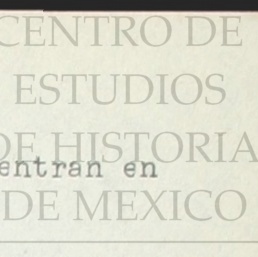 CENTRO DE
ESTUDIOS
DE HISTORIA
entran en
DE MEXICO